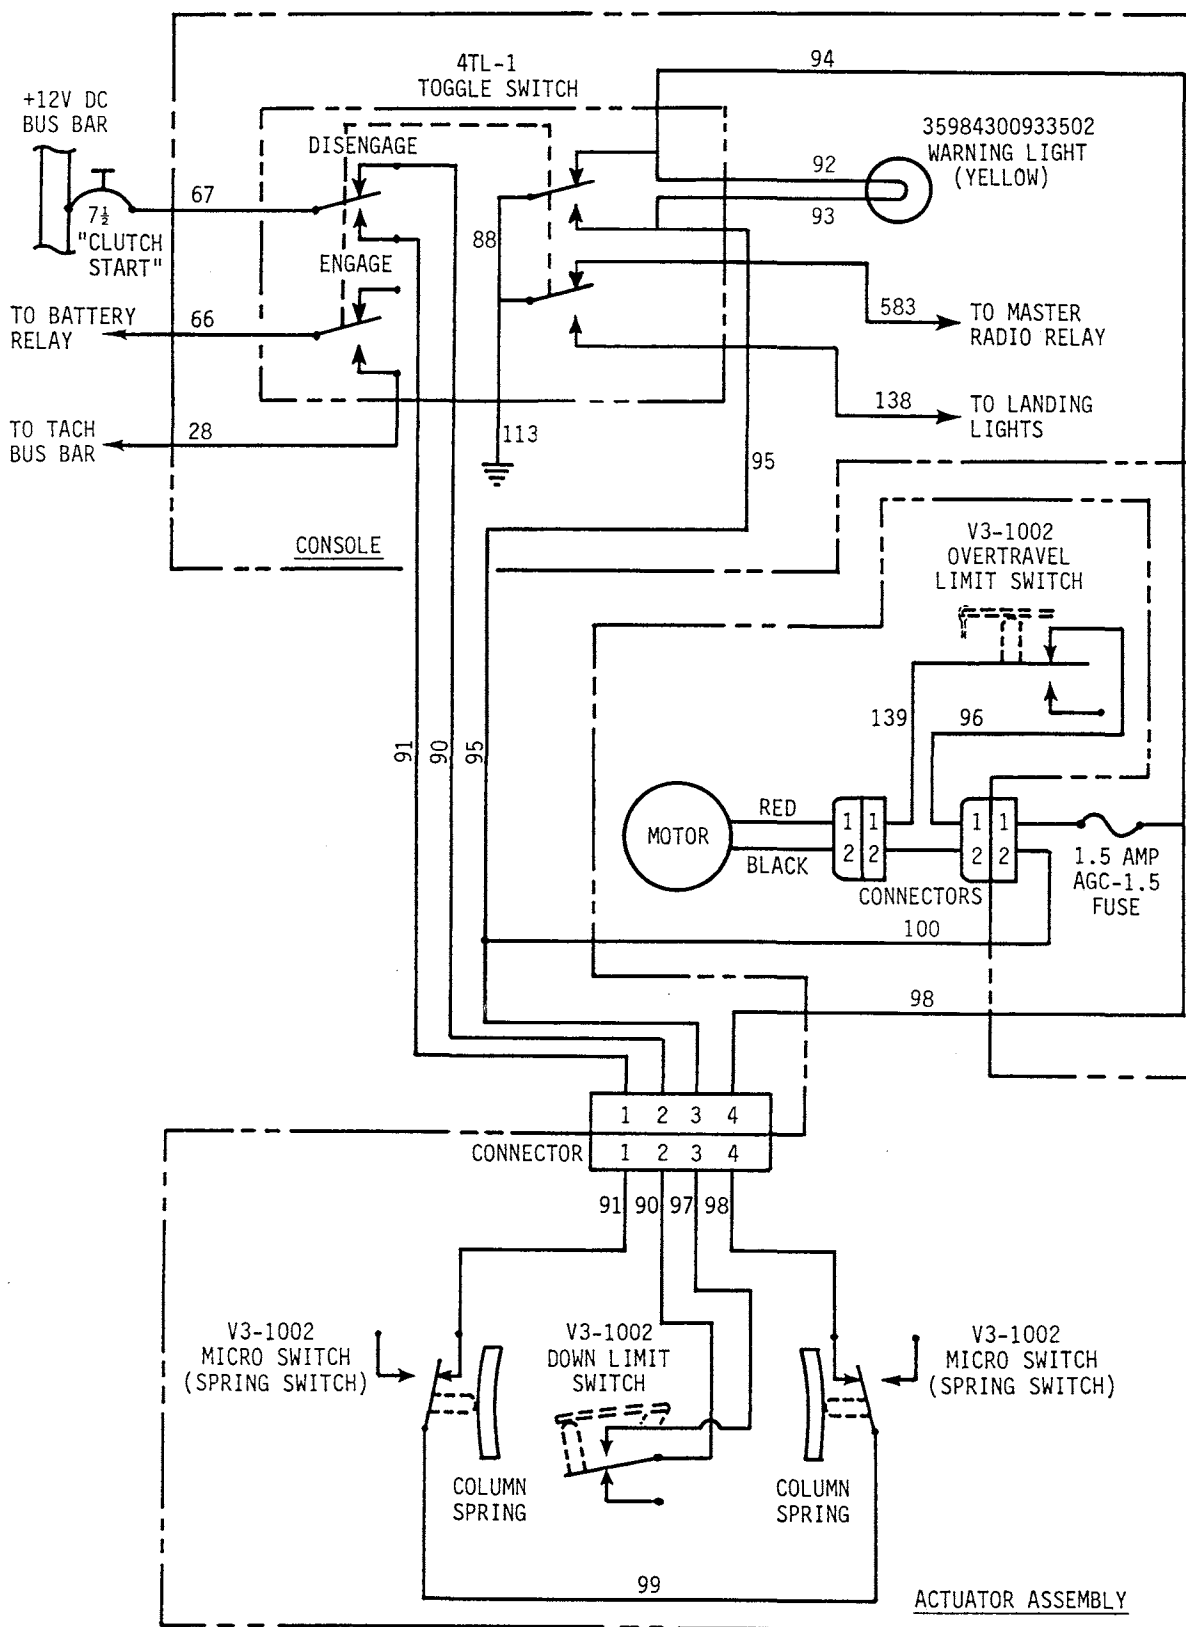 4TL-1
TOGGLE SWITCH
94
+12V DC
BUS BAR
DISENGAGE
35984300933502
WARNING LIGHT
(YELLOW)
67
92
7½
93
"CLUTCH
START"
88
ENGAGE
TO BATTERY
RELAY
66
583
TO MASTER
RADIO RELAY
TO TACH
BUS BAR
28
113
138
TO LANDING
LIGHTS
95
CONSOLE
V3-1002
OVERTRAVEL
LIMIT SWITCH
91
90
95
139
96
MOTOR
RED
BLACK
1 1
2 2
1 1
2 2
CONNECTORS
1.5 AMP
AGC-1.5
FUSE
100
98
1 2 3 4
CONNECTOR
1 2 3 4
91 90 97 98
V3-1002
MICRO SWITCH
(SPRING SWITCH)
V3-1002
DOWN LIMIT
SWITCH
V3-1002
MICRO SWITCH
(SPRING SWITCH)
COLUMN
SPRING
COLUMN
SPRING
99
ACTUATOR ASSEMBLY